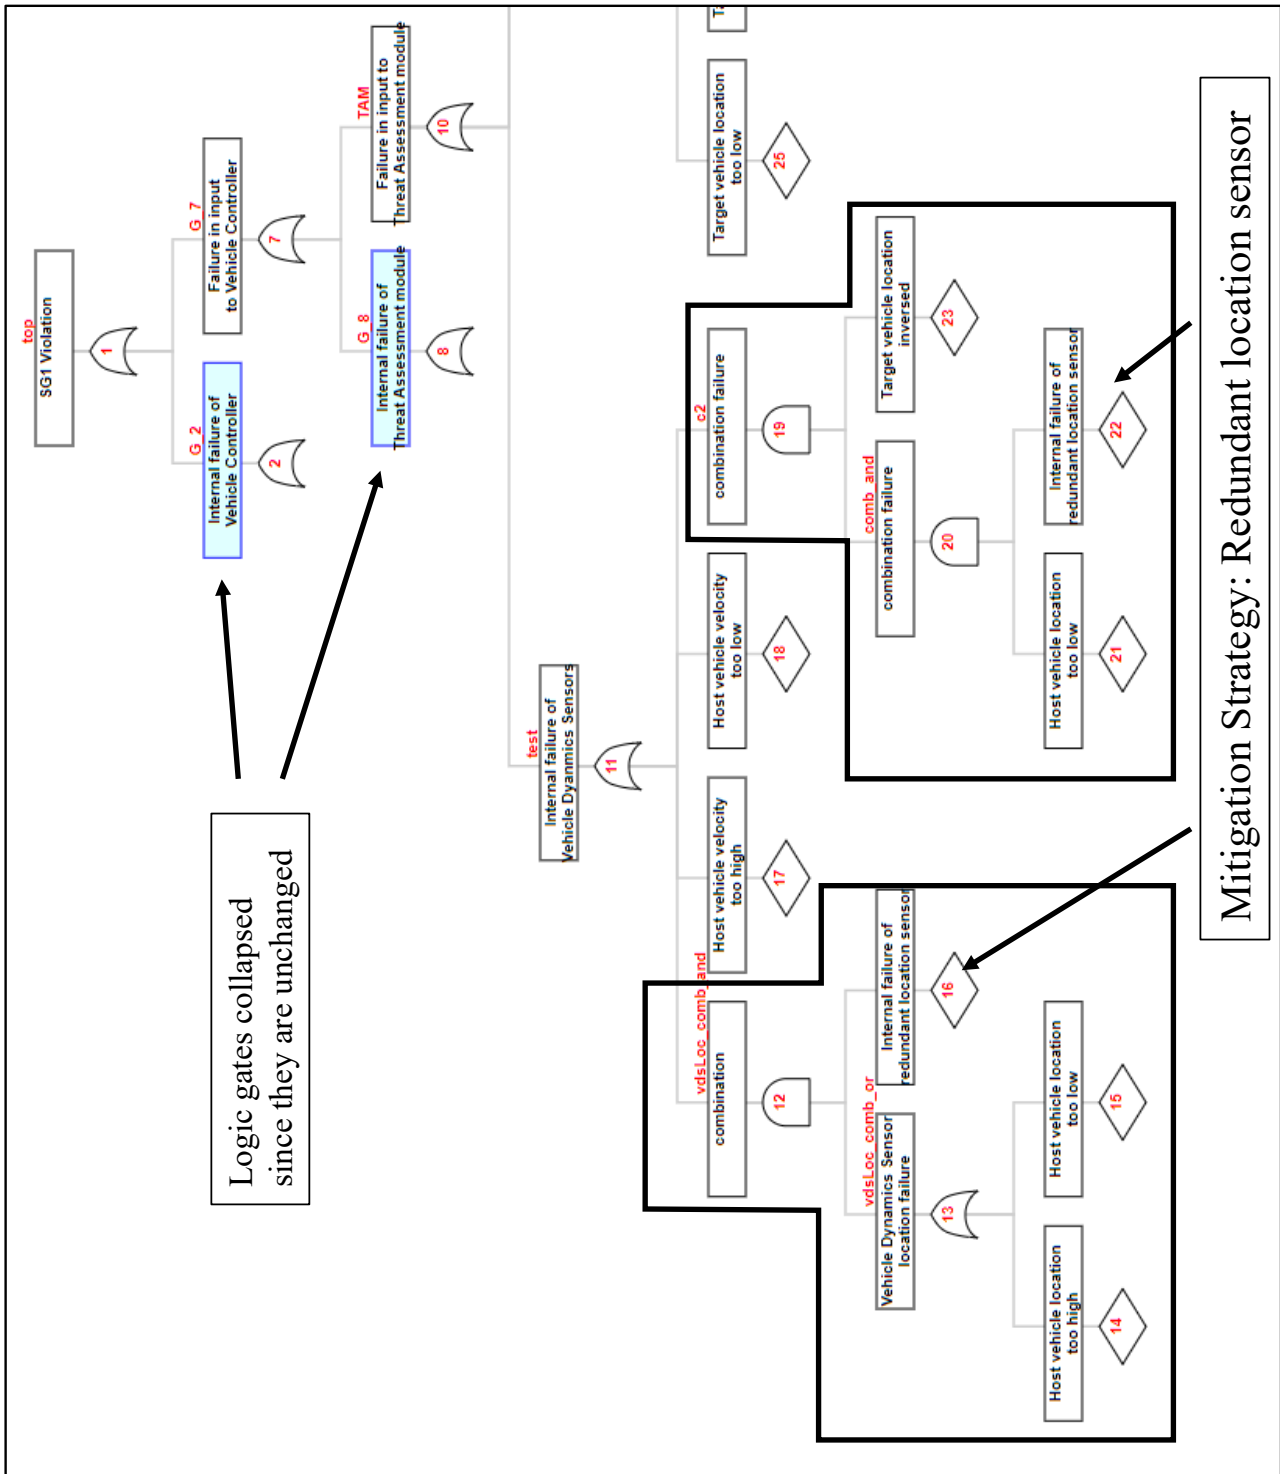 top
SG1 Violation
1
G_2
Internal failure of
Vehicle Controller
2
G_7
Failure in input
to Vehicle Controller
7
G_8
Internal failure of
Threat Assessment module
8
TAM
Failure in input to
Threat Assessment module
10
Logic gates collapsed
since they are unchanged
test
Internal failure of
Vehicle Dyanmics Sensors
11
vdsLoc_comb_and
combination
12
Host vehicle velocity
too high
17
Host vehicle velocity
too low
18
c2
combination failure
19
Target vehicle location
too low
25
vdsLoc_comb_or
Vehicle Dynamics Sensor
location failure
13
Internal failure of
redundant location sensor
16
comb_and
combination failure
20
Target vehicle location
inversed
23
Host vehicle location
too high
14
Host vehicle location
too low
15
Host vehicle location
too low
21
Internal failure of
redundant location sensor
22
Mitigation Strategy: Redundant location sensor